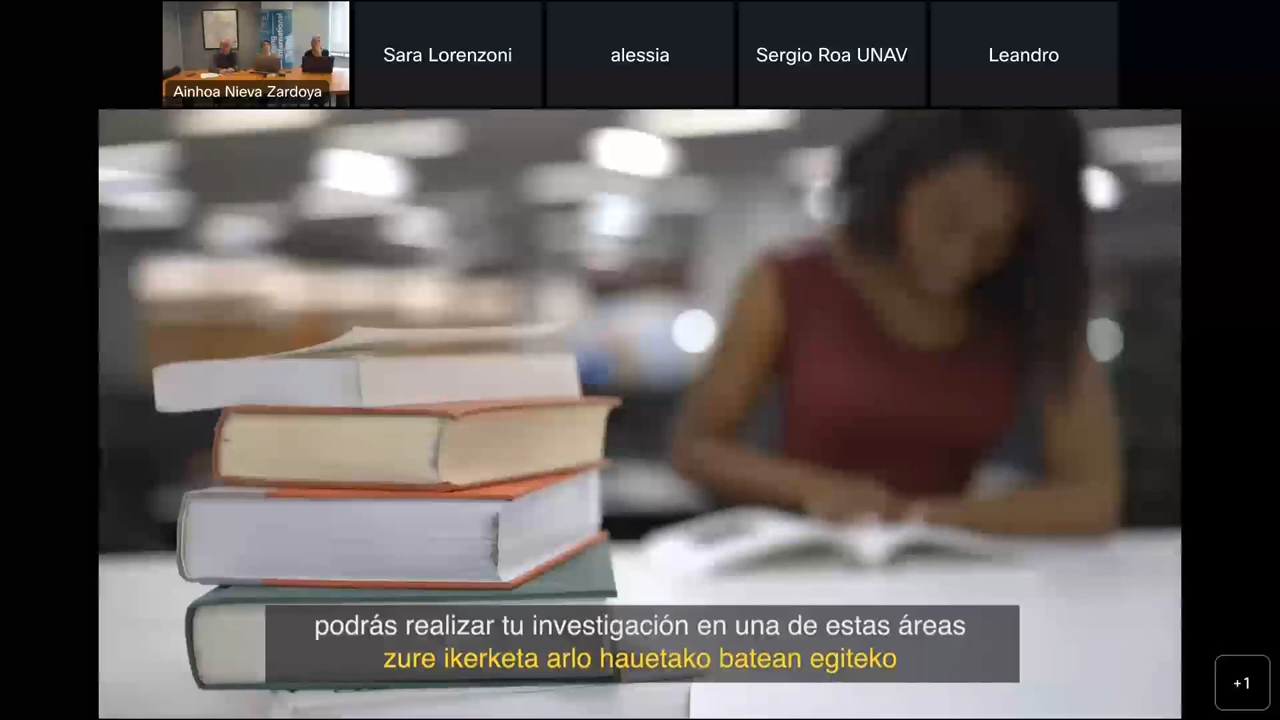 Ainhoa Nieva Zardoya
Sara Lorenzoni
alessia
Sergio Roa UNAV
Leandro
podrás realizar tu investigación en una de estas áreas
zure ikerketa arlo hauetako batean egiteko
+1